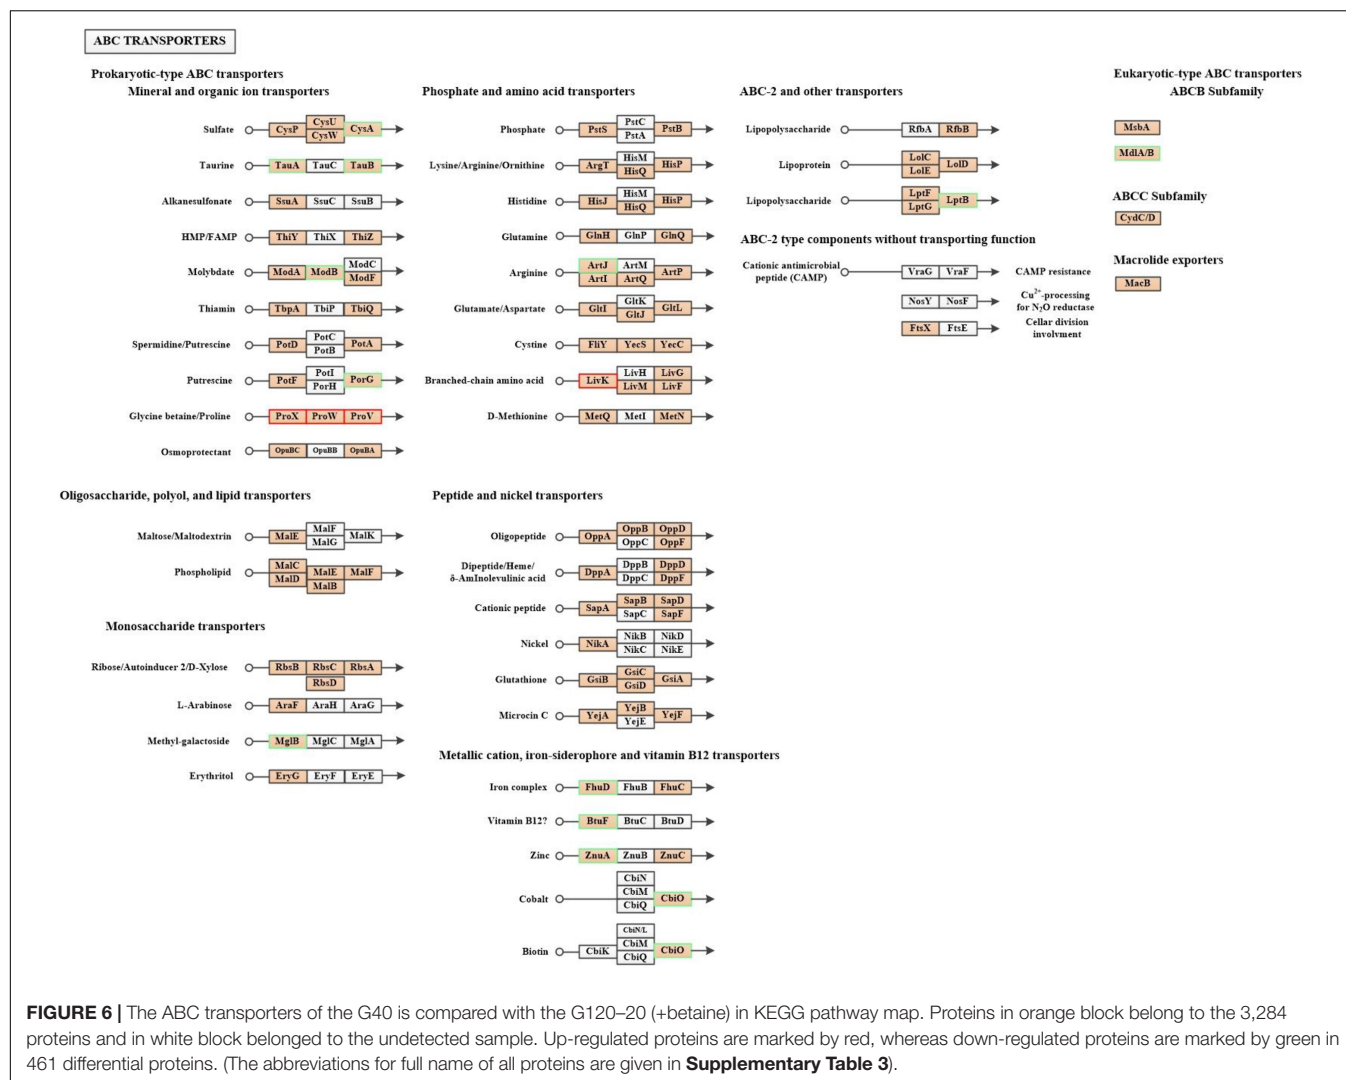 ABC TRANSPORTERS
Prokaryotic-type ABC transporters
Mineral and organic ion transporters
Sulfate CysP CysU CysW CysA
Taurine TauA TauC TauB
Alkanesulfonate SsuA SsuC SsuB
HMP/FAMP ThiY ThiX ThiZ
Molybdate ModA ModB ModC ModF
Thiamin TbpA TbiP TbiQ
Spermidine/Putrescine PotD PotC PotB PotA
Putrescine PotF PotI PorH PorG
Glycine betaine/Proline ProX ProW ProV
Osmoprotectant OpuBC OpuBB OpuBA
Oligosaccharide, polyol, and lipid transporters
Maltose/Maltodextrin MalE MalF MalG MalK
Phospholipid MalC MalD MalE MalB MalF
Monosaccharide transporters
Ribose/Autoinducer 2/D-Xylose RbsB RbsC RbsA RbsD
L-Arabinose AraF AraH AraG
Methyl-galactoside MglB MglC MglA
Erythritol EryG EryF EryE
Phosphate and amino acid transporters
Phosphate PstS PstC PstA PstB
Lysine/Arginine/Ornithine ArgT HisM HisQ HisP
Histidine HisJ HisM HisQ HisP
Glutamine GlnH GlnP GlnQ
Arginine ArtJ ArtI ArtM ArtQ ArtP
Glutamate/Aspartate GltI GltK GltJ GltL
Cystine FliY YecS YecC
Branched-chain amino acid LivK LivH LivM LivG LivF
D-Methionine MetQ MetI MetN
Peptide and nickel transporters
Oligopeptide OppA OppB OppC OppD OppF
Dipeptide/Heme/
δ-AmInolevulinic acid DppA DppB DppC DppD DppF
Cationic peptide SapA SapB SapC SapD SapF
Nickel NikA NikB NikC NikD NikE
Glutathione GsiB GsiC GsiD GsiA
Microcin C YejA YejB YejE YejF
Metallic cation, iron-siderophore and vitamin B12 transporters
Iron complex FhuD FhuB FhuC
Vitamin B12? BtuF BtuC BtuD
Zinc ZnuA ZnuB ZnuC
Cobalt CbiN CbiM CbiQ CbiO
Biotin CbiK CbiN/L CbiM CbiQ CbiO
ABC-2 and other transporters
Lipopolysaccharide RfbA RfbB
Lipoprotein LolC LolE LolD
Lipopolysaccharide LptF LptG LptB
ABC-2 type components without transporting function
Cationic antimicrobial
peptide (CAMP) VraG VraF CAMP resistance
NosY NosF Cu²⁺-processing
for N₂O reductase
FtsX FtsE Cellar division
involvment
Eukaryotic-type ABC transporters
ABCB Subfamily
MsbA
MdlA/B
ABCC Subfamily
CydC/D
Macrolide exporters
MacB
FIGURE 6 | The ABC transporters of the G40 is compared with the G120–20 (+betaine) in KEGG pathway map. Proteins in orange block belong to the 3,284
proteins and in white block belonged to the undetected sample. Up-regulated proteins are marked by red, whereas down-regulated proteins are marked by green in
461 differential proteins. (The abbreviations for full name of all proteins are given in Supplementary Table 3).